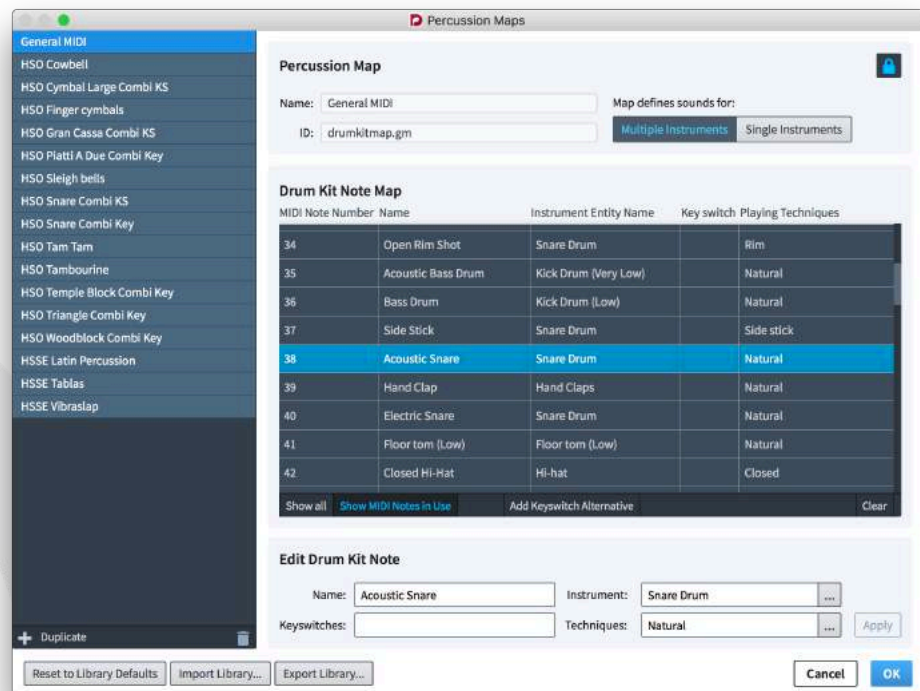 Percussion Maps
General MIDI
HSO Cowbell
HSO Cymbal Large Combi KS
HSO Finger cymbals
HSO Gran Cassa Combi KS
HSO Piatti A Due Combi Key
HSO Sleigh bells
HSO Snare Combi KS
HSO Snare Combi Key
HSO Tam Tam
HSO Tambourine
HSO Temple Block Combi Key
HSO Triangle Combi Key
HSO Woodblock Combi Key
HSSE Latin Percussion
HSSE Tablas
HSSE Vibraslap
Duplicate
Percussion Map
Name: General MIDI
ID: drumkitmap.gm
Map defines sounds for:
Multiple Instruments Single Instruments
Drum Kit Note Map
MIDI Note Number Name Instrument Entity Name Key switch Playing Techniques
34 Open Rim Shot Snare Drum Rim
35 Acoustic Bass Drum Kick Drum (Very Low) Natural
36 Bass Drum Kick Drum (Low) Natural
37 Side Stick Snare Drum Side stick
38 Acoustic Snare Snare Drum Natural
39 Hand Clap Hand Claps Natural
40 Electric Snare Snare Drum Natural
41 Floor tom (Low) Floor tom (Low) Natural
42 Closed Hi-Hat Hi-hat Closed
Show all Show MIDI Notes in Use Add Keyswitch Alternative Clear
Edit Drum Kit Note
Name: Acoustic Snare Instrument: Snare Drum ...
Keyswitches: Techniques: Natural ... Apply
Reset to Library Defaults Import Library... Export Library... Cancel OK